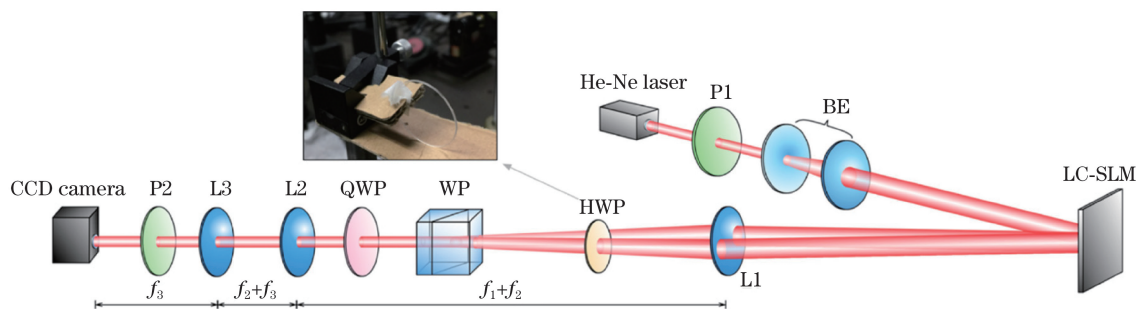 He-Ne laser
P1
BE
LC-SLM
CCD camera
P2
L3
L2
QWP
WP
HWP
L1
f3
f2+f3
f1+f2